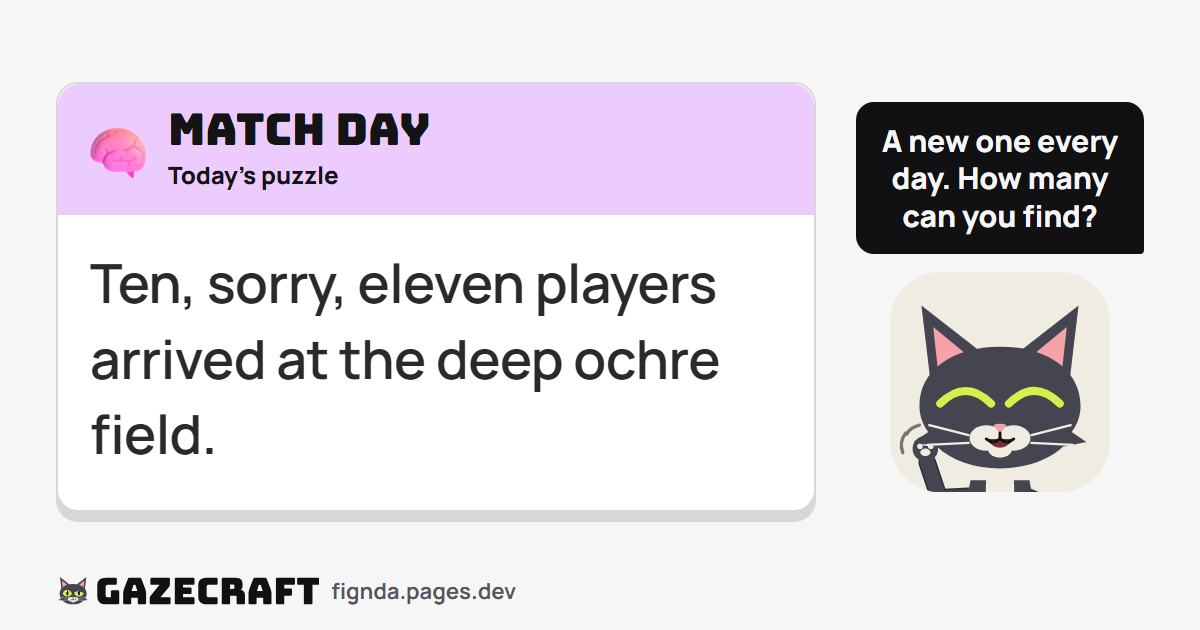 MATCH DAY
Today's puzzle
Ten, sorry, eleven players
arrived at the deep ochre
field.
A new one every
day. How many
can you find?
GAZECRAFT fignda.pages.dev